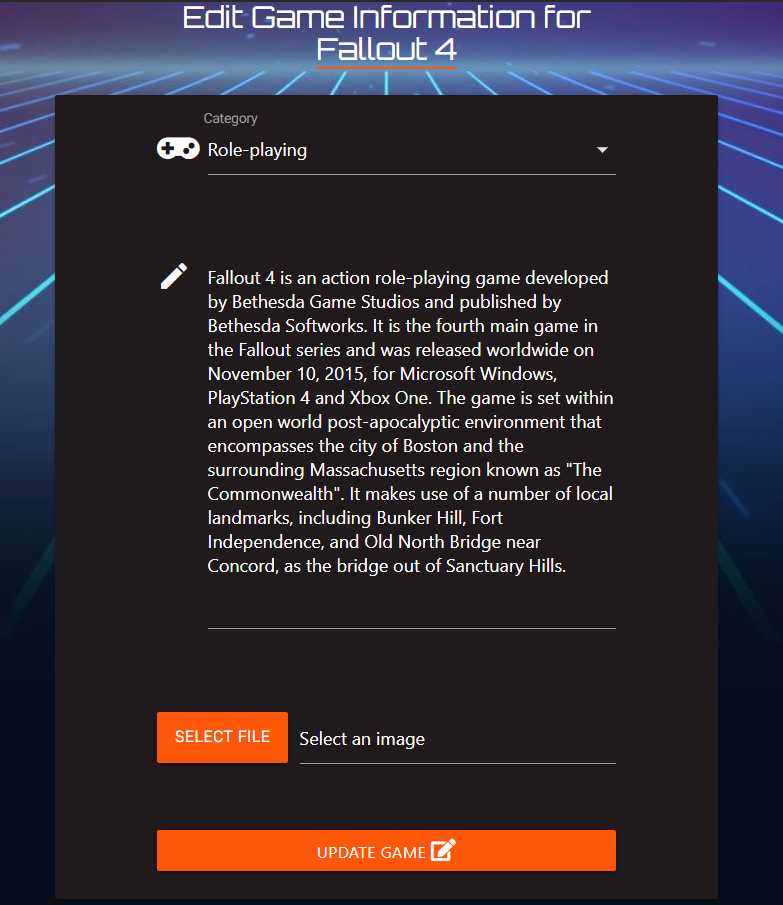 Edit Game Information for
Fallout 4
Category
Role-playing
Fallout 4 is an action role-playing game developed
by Bethesda Game Studios and published by
Bethesda Softworks. It is the fourth main game in
the Fallout series and was released worldwide on
November 10, 2015, for Microsoft Windows,
PlayStation 4 and Xbox One. The game is set within
an open world post-apocalyptic environment that
encompasses the city of Boston and the
surrounding Massachusetts region known as "The
Commonwealth". It makes use of a number of local
landmarks, including Bunker Hill, Fort
Independence, and Old North Bridge near
Concord, as the bridge out of Sanctuary Hills.
SELECT FILE
Select an image
UPDATE GAME